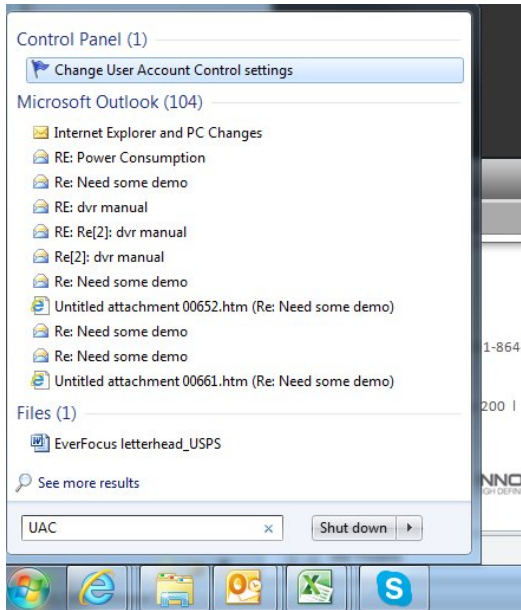 Control Panel (1)
Change User Account Control settings
Microsoft Outlook (104)
Internet Explorer and PC Changes
RE: Power Consumption
Re: Need some demo
RE: dvr manual
RE: Re[2]: dvr manual
Re[2]: dvr manual
Re: Need some demo
Untitled attachment 00652.htm (Re: Need some demo)
Re: Need some demo
Re: Need some demo
Untitled attachment 00661.htm (Re: Need some demo)
Files (1)
EverFocus letterhead_USPS
See more results
UAC
Shut down
1-864
200 |
NNO